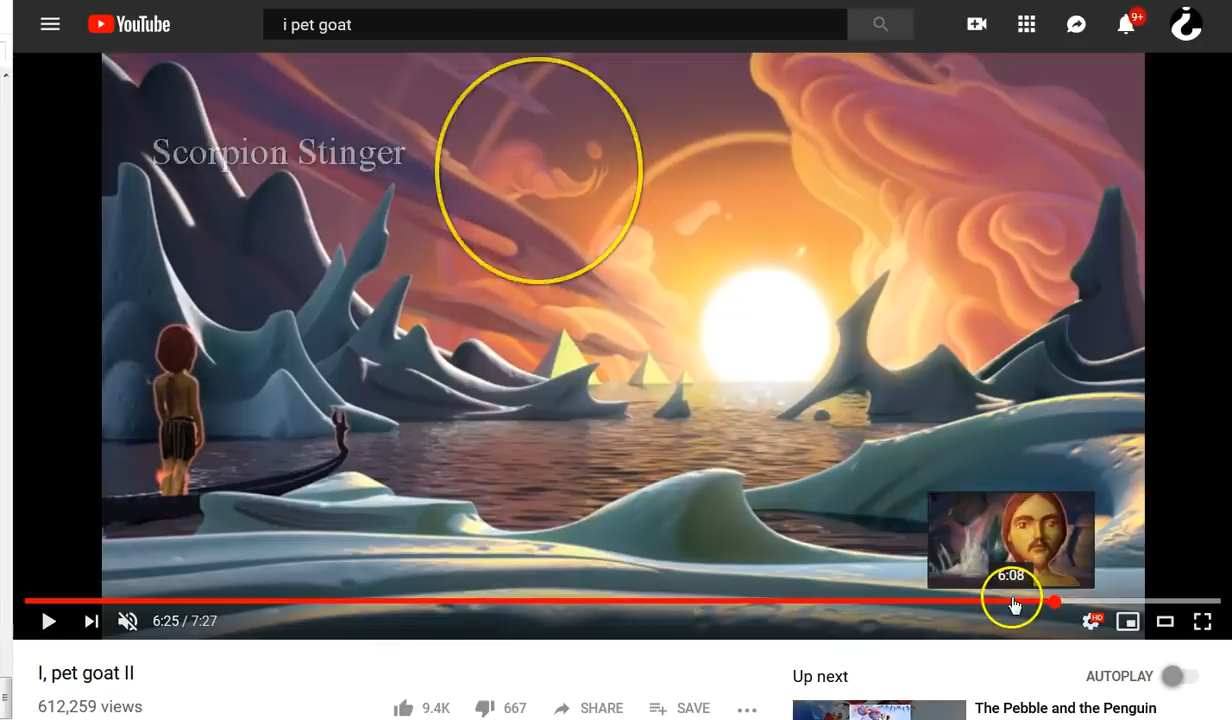 YouTube
i pet goat
9+
Scorpion Stinger
6:08
6:25 / 7:27
HD
I, pet goat II
612,259 views
9.4K
667
SHARE
SAVE
Up next
AUTOPLAY
The Pebble and the Penguin